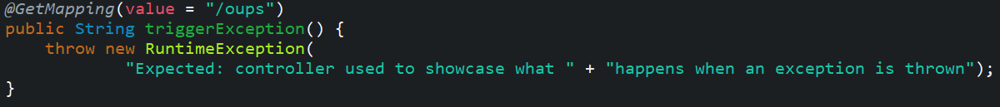 @GetMapping(value = "/oups")
public String triggerException() {
    throw new RuntimeException(
            "Expected: controller used to showcase what " + "happens when an exception is thrown");
}